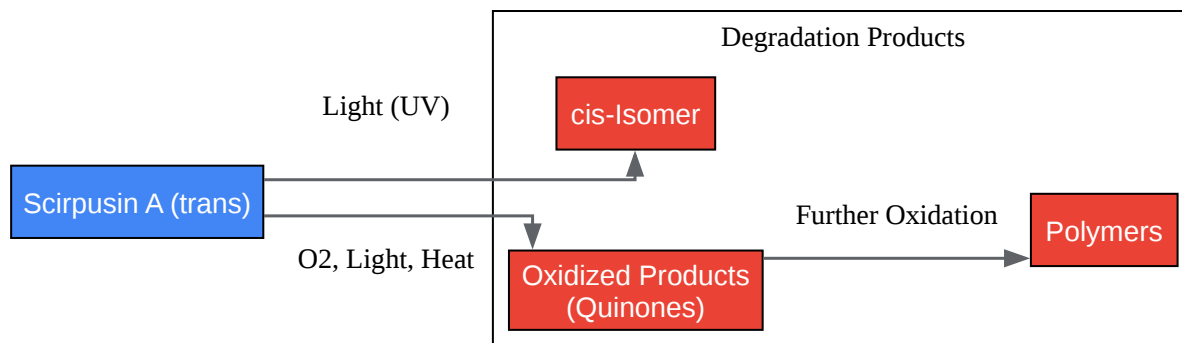 Degradation Products
Light (UV)
cis-Isomer
Scirpusin A (trans)
O2, Light, Heat
Oxidized Products
(Quinones)
Further Oxidation
Polymers